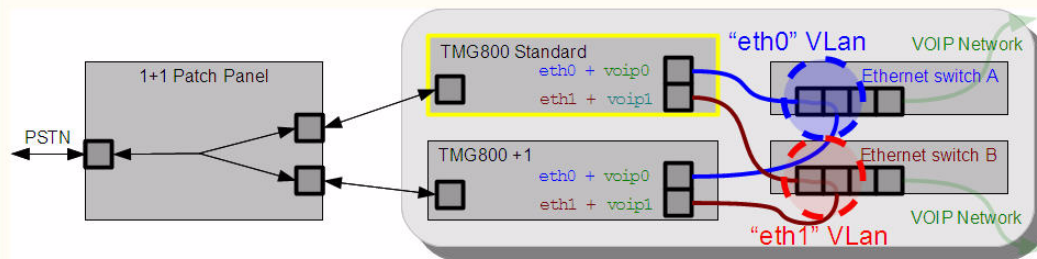 “eth0” VLan
VOIP Network
TMG800 Standard
eth0 + voip0
eth1 + voip1
Ethernet switch A
1+1 Patch Panel
PSTN
TMG800 +1
eth0 + voip0
eth1 + voip1
Ethernet switch B
VOIP Network
“eth1” VLan